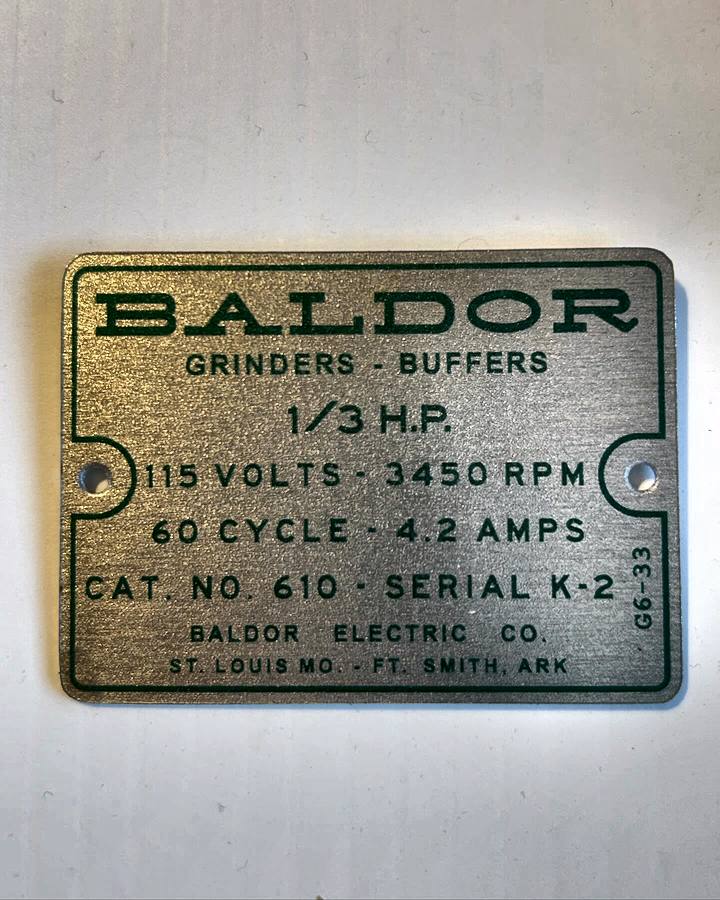 BALDOR
GRINDERS - BUFFERS
1/3 H.P.
115 VOLTS - 3450 RPM
60 CYCLE - 4.2 AMPS
CAT. NO. 610 - SERIAL K-2
G6-33
BALDOR ELECTRIC CO.
ST. LOUIS MO. - FT. SMITH, ARK